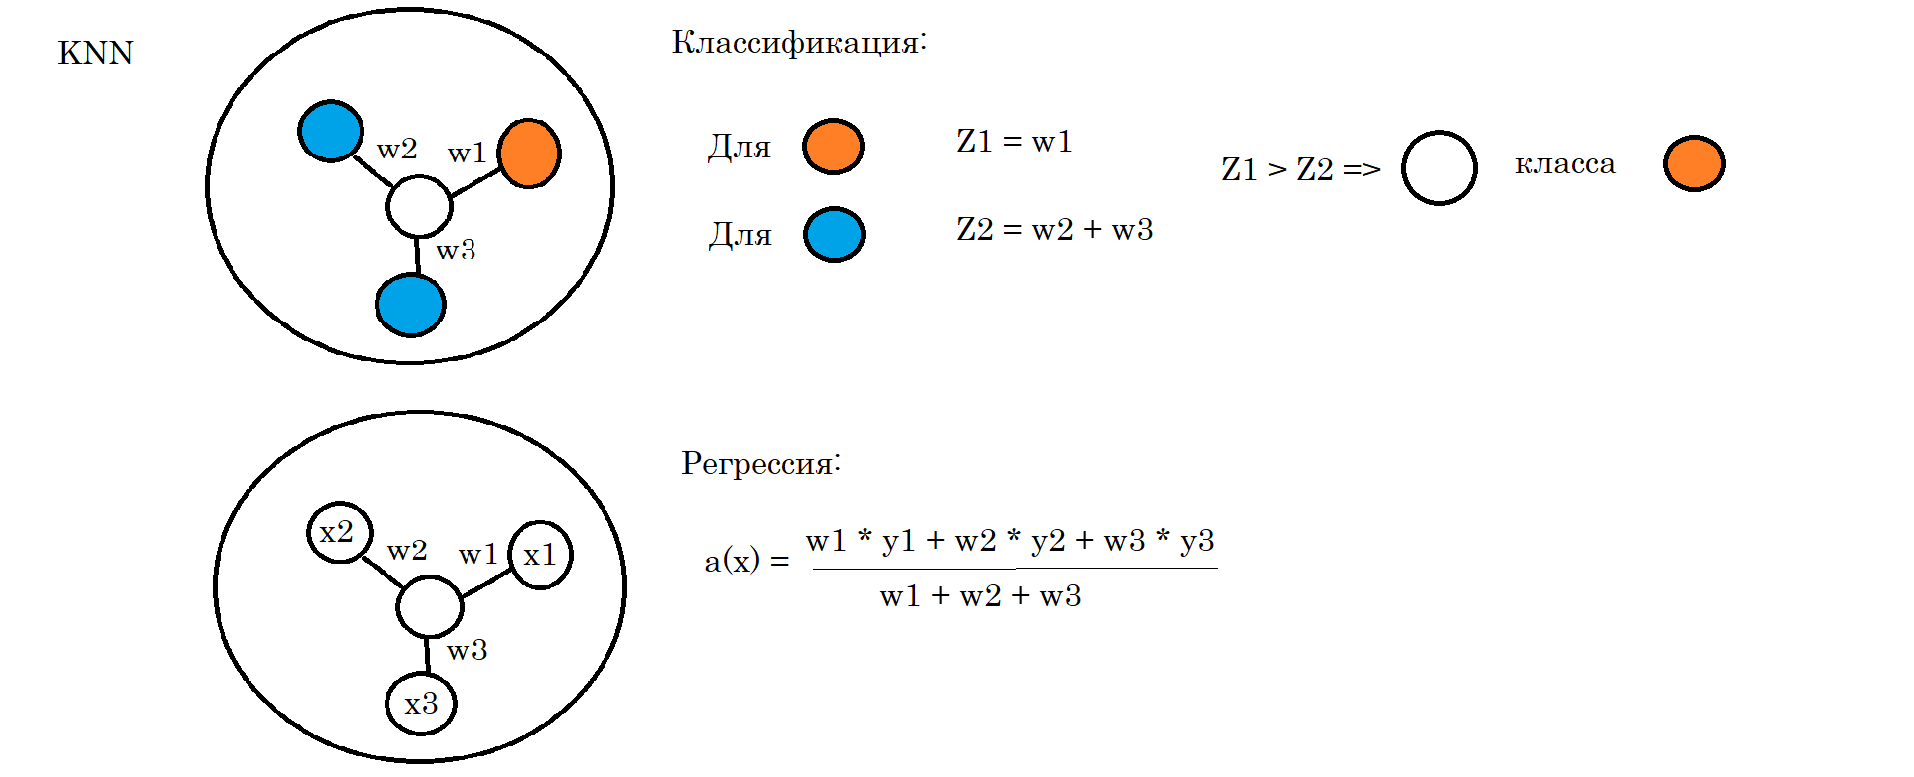 KNN
w2
w1
w3
Классификация:
Для
Z1 = w1
Для
Z2 = w2 + w3
Z1 > Z2 =>
класса
x2
w2
w1
x1
w3
x3
Регрессия:
a(x) =
w1 * y1 + w2 * y2 + w3 * y3
w1 + w2 + w3